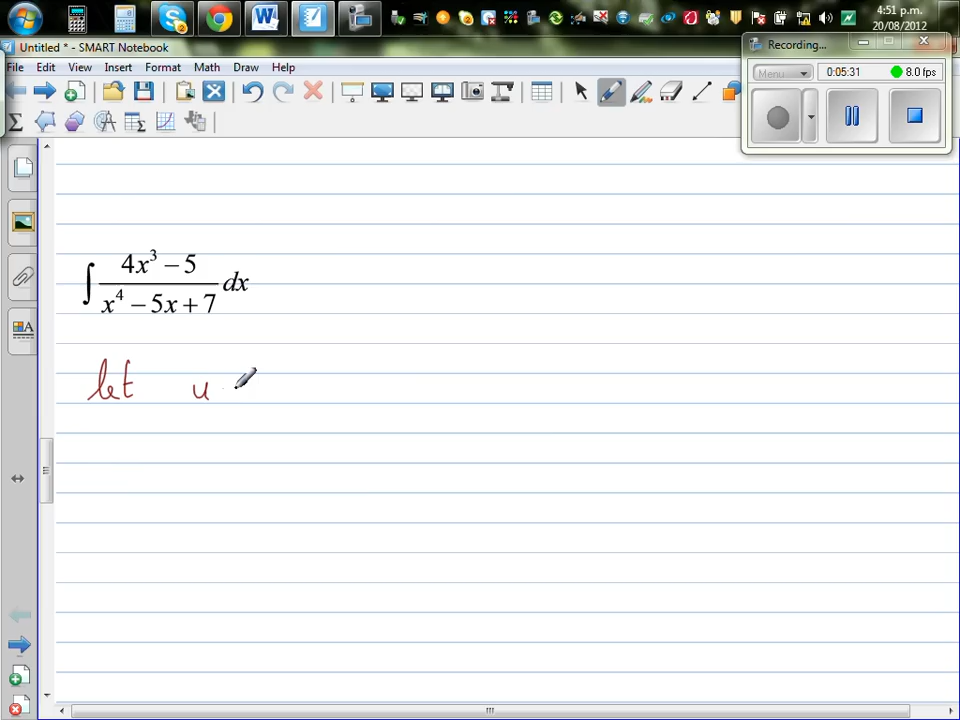 4:51 p.m.
20/08/2012
Untitled * - SMART Notebook
Recording...
File Edit View Insert Format Math Draw Help
Menu 0:05:31 8.0 fps
∫ (4x³ − 5)/(x⁴ − 5x + 7) dx
let u